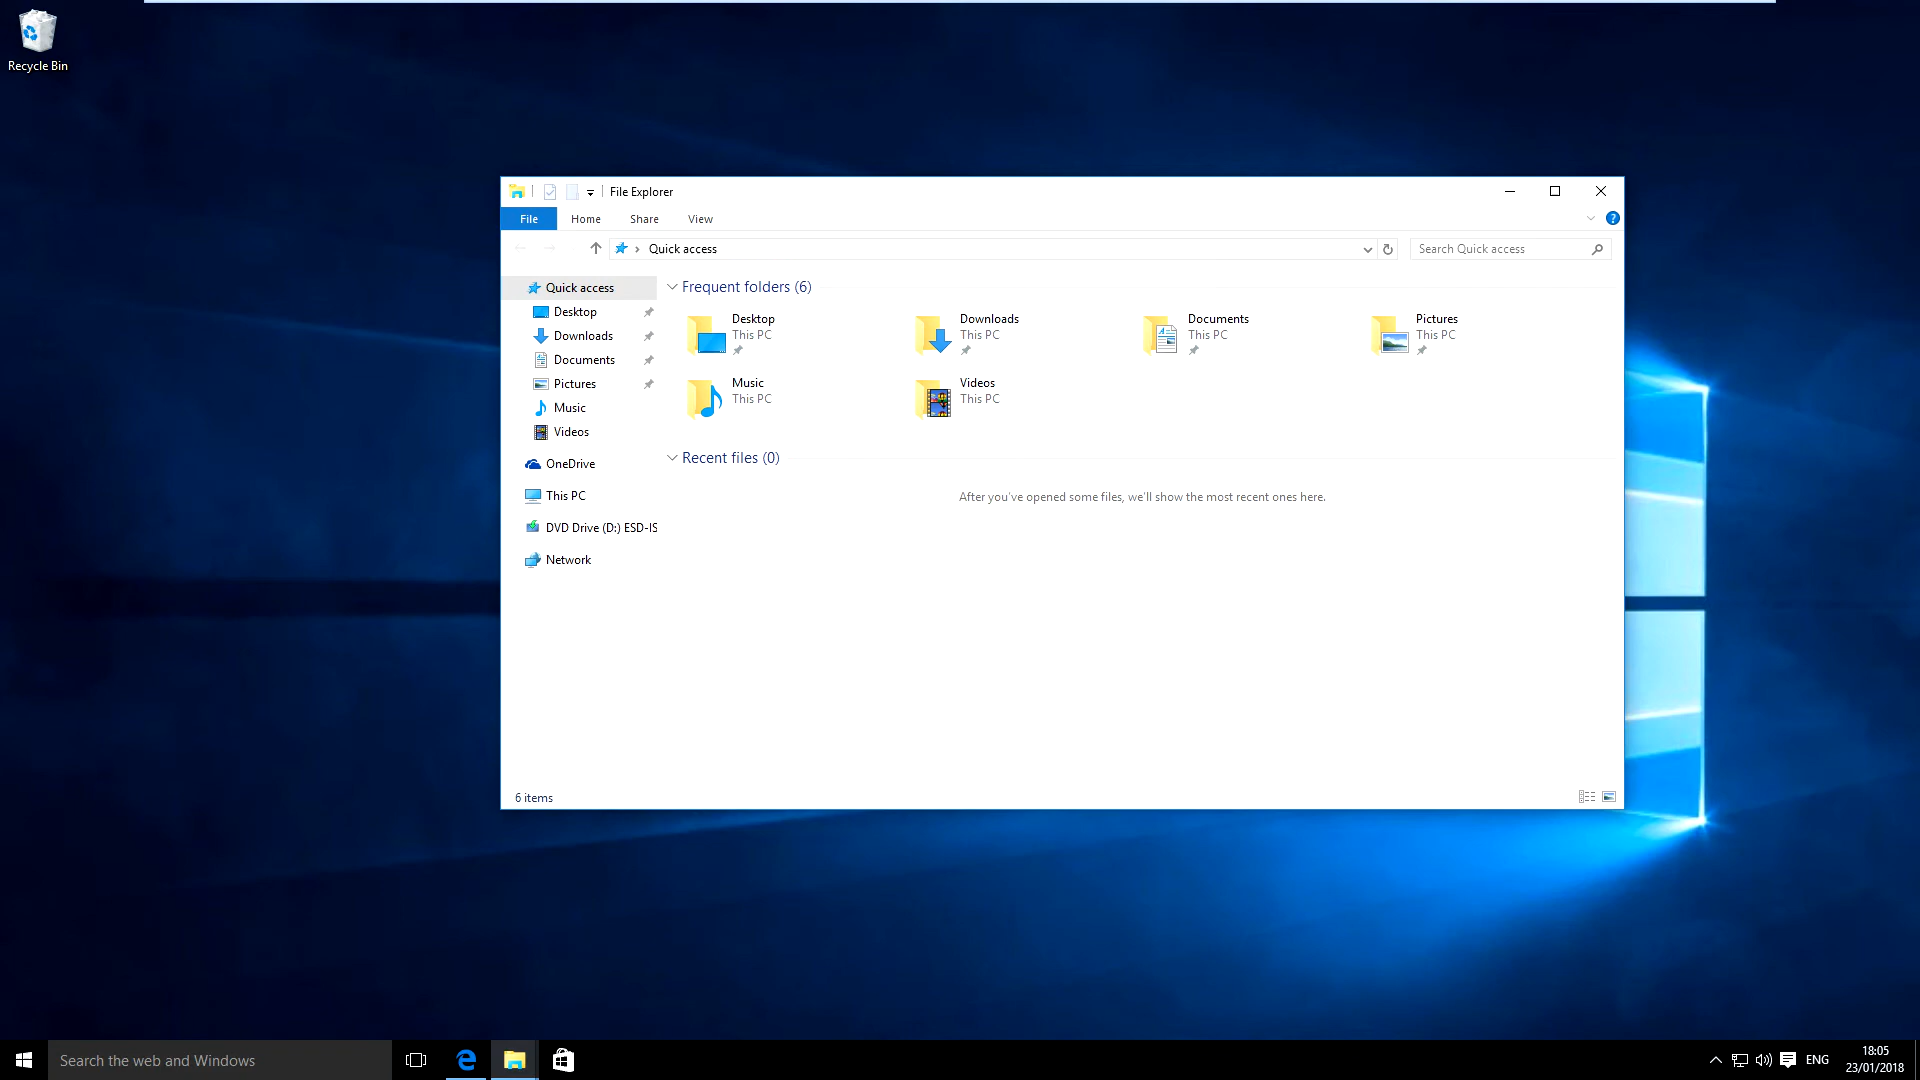 Recycle Bin
File Explorer
File Home Share View
Quick access
Search Quick access
Quick access
Desktop
Downloads
Documents
Pictures
Music
Videos
OneDrive
This PC
DVD Drive (D:) ESD-IS
Network
Frequent folders (6)
Desktop
This PC
Downloads
This PC
Documents
This PC
Pictures
This PC
Music
This PC
Videos
This PC
Recent files (0)
After you've opened some files, we'll show the most recent ones here.
6 items
Search the web and Windows
ENG
18:05
23/01/2018